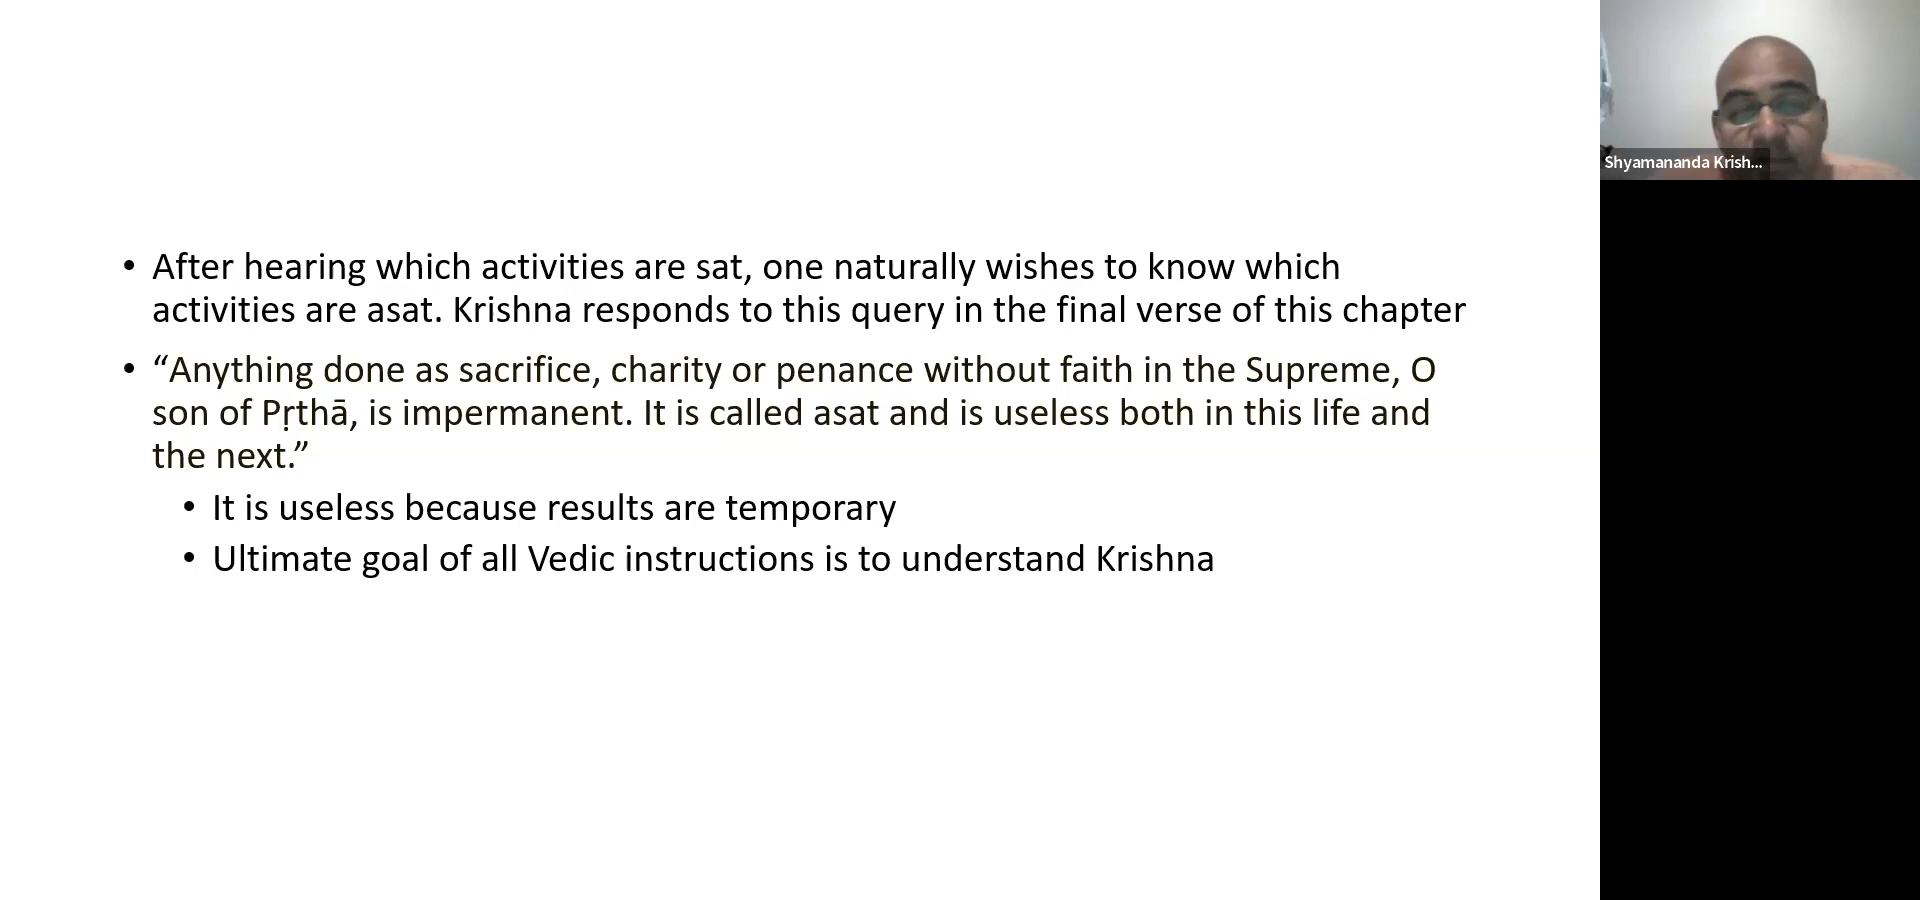 • After hearing which activities are sat, one naturally wishes to know which
activities are asat. Krishna responds to this query in the final verse of this chapter
• “Anything done as sacrifice, charity or penance without faith in the Supreme, O
son of Pṛthā, is impermanent. It is called asat and is useless both in this life and
the next.”
• It is useless because results are temporary
• Ultimate goal of all Vedic instructions is to understand Krishna
Shyamananda Krish...